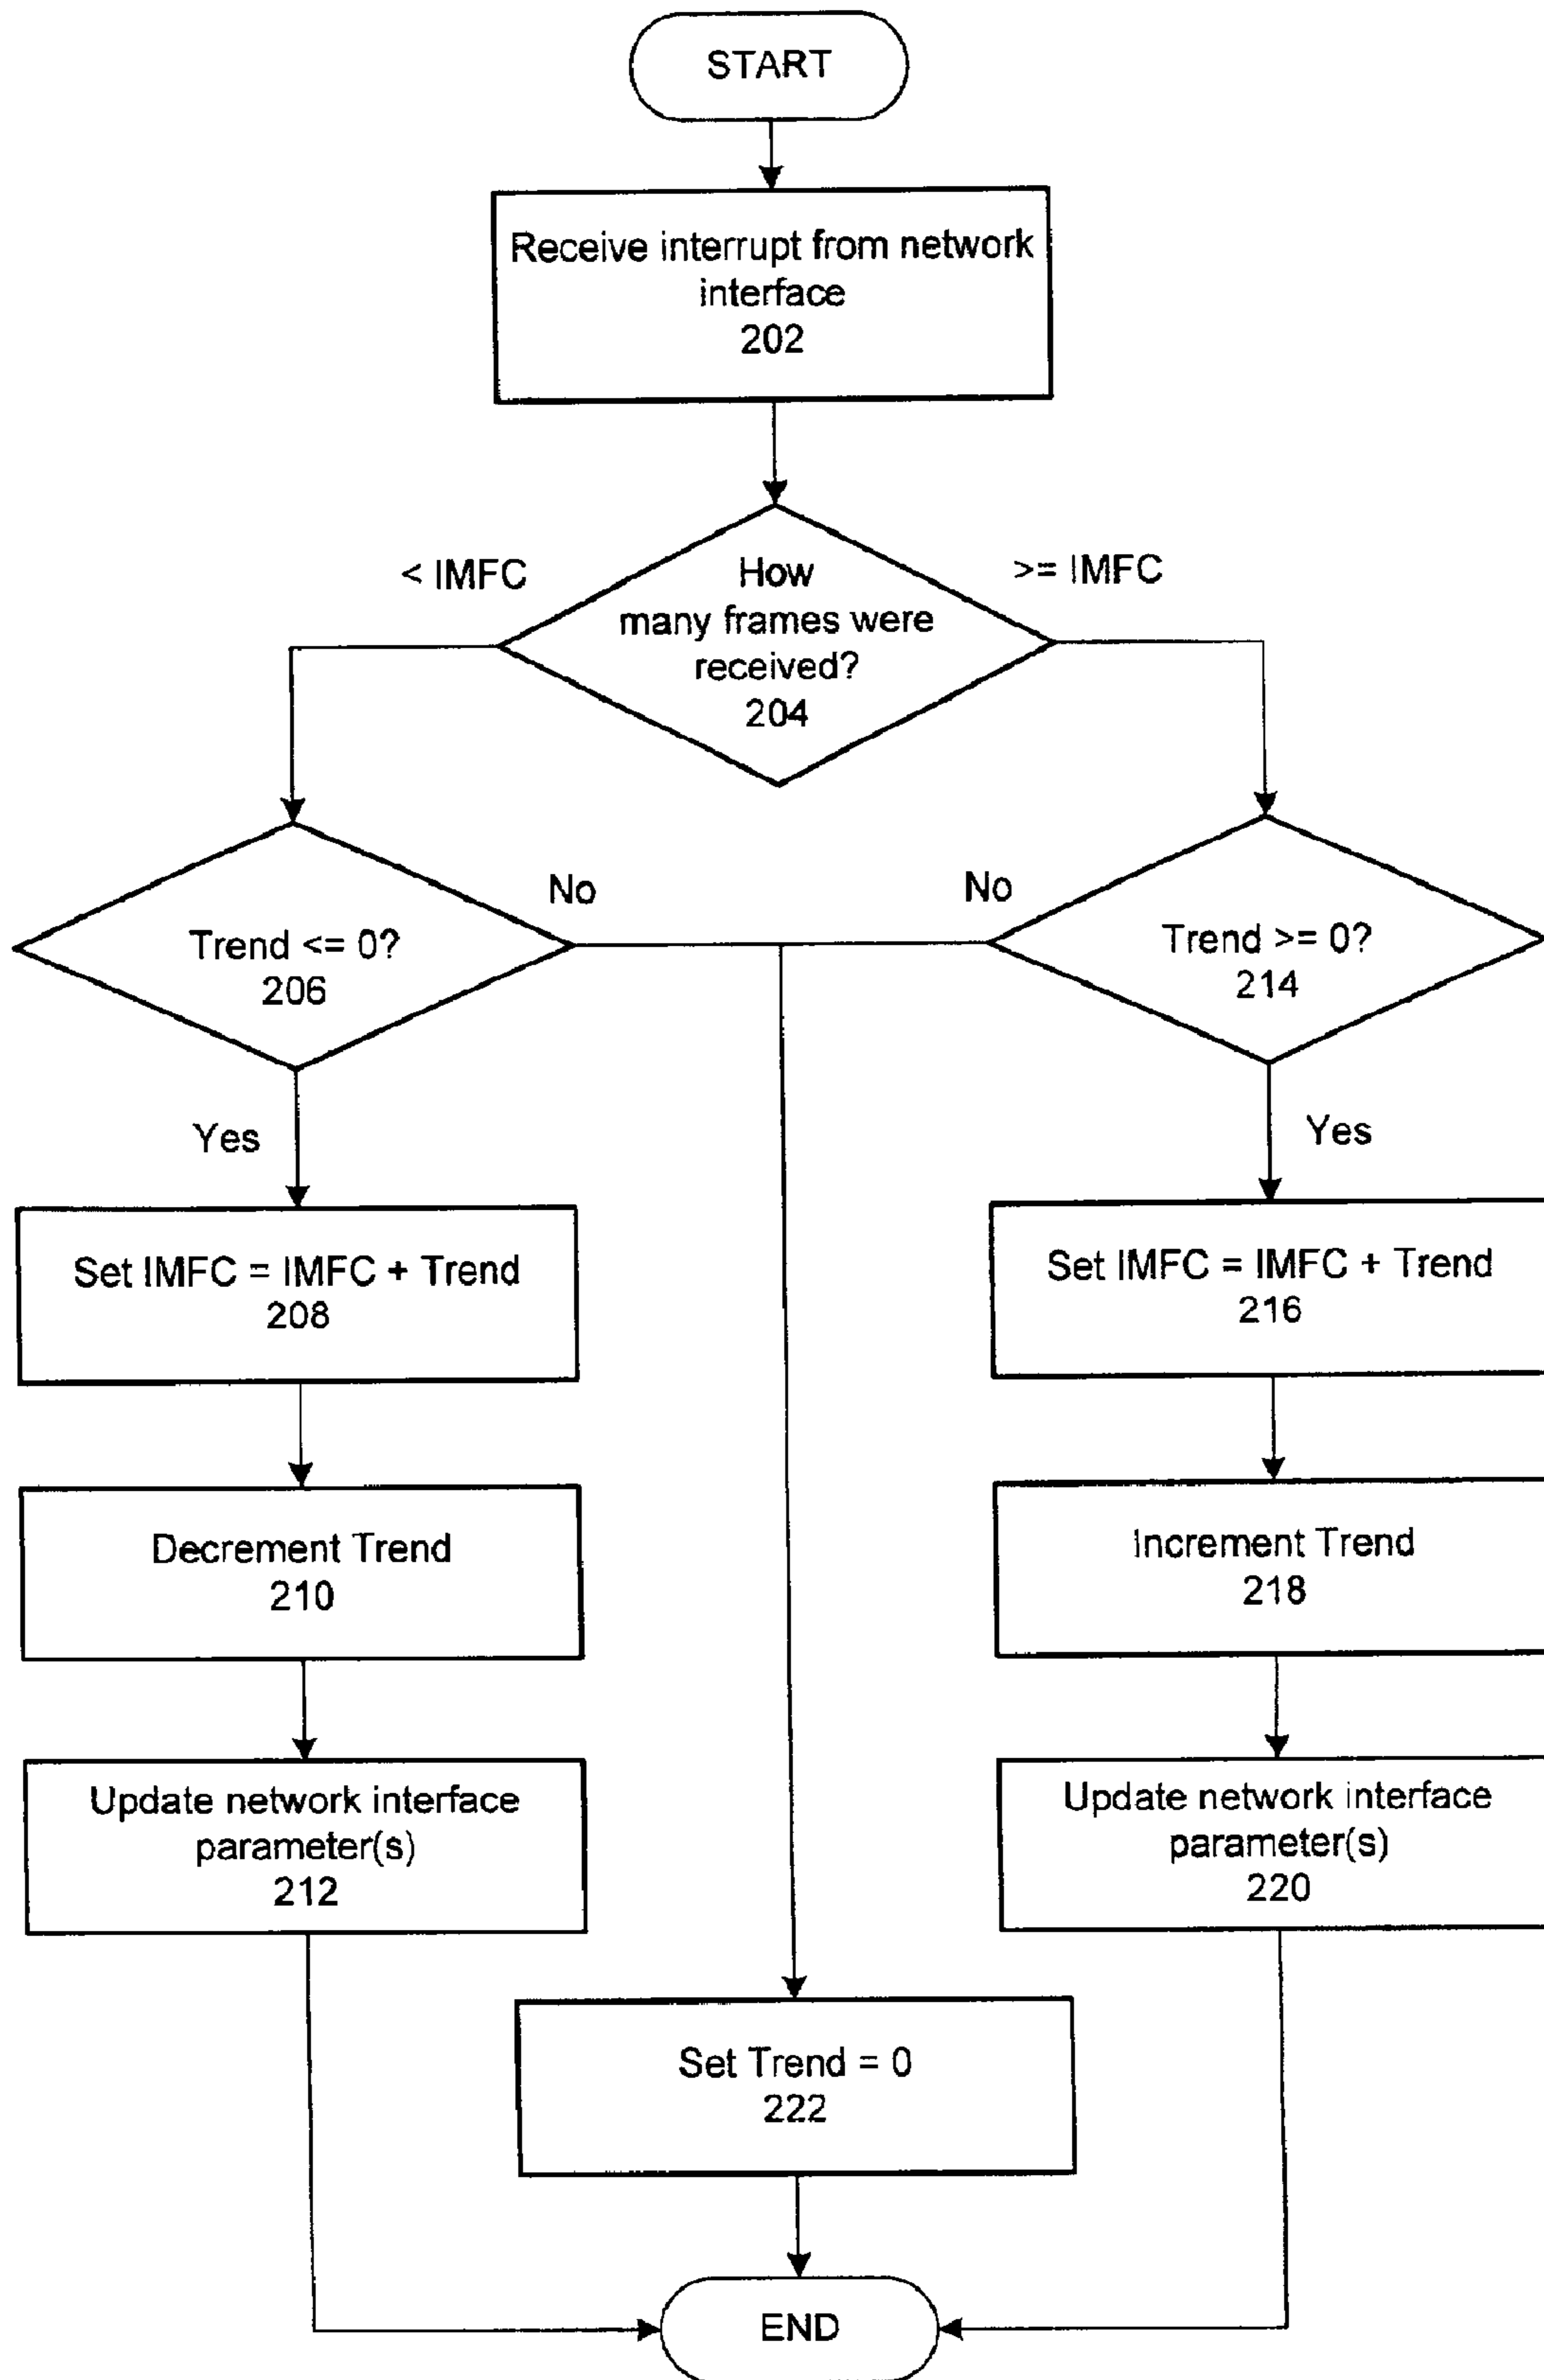 START
Receive interrupt from network
interface
202
< IMFC
How
many frames were
received?
204
>= IMFC
Trend <= 0?
206
No
No
Trend >= 0?
214
Yes
Yes
Set IMFC = IMFC + Trend
208
Set IMFC = IMFC + Trend
216
Decrement Trend
210
Increment Trend
218
Update network interface
parameter(s)
212
Update network interface
parameter(s)
220
Set Trend = 0
222
END